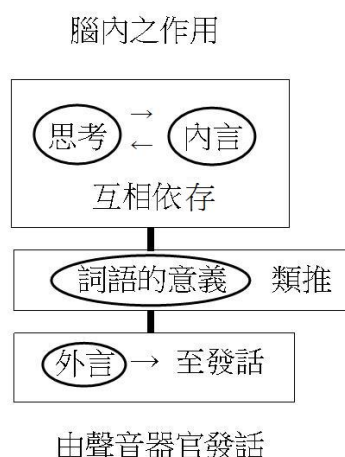 腦內之作用
思考 → ← 內言
互相依存
詞語的意義 類推
外言 → 至發話
由聲音器官發話